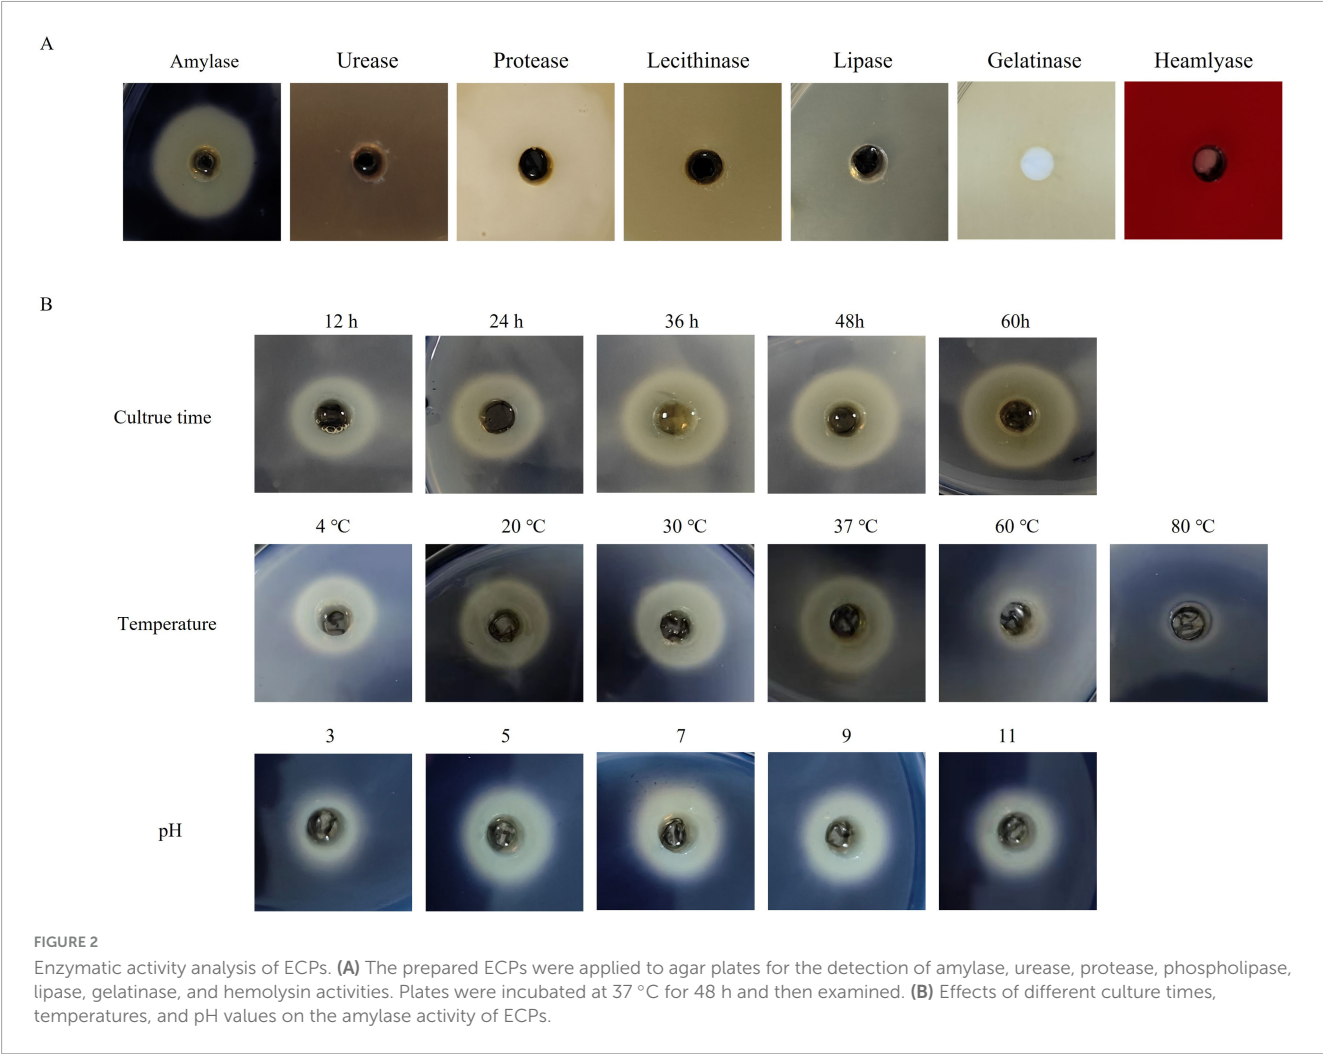 A
Amylase Urease Protease Lecithinase Lipase Gelatinase Heamlyase
B
12 h 24 h 36 h 48h 60h
Cultrue time
4 °C 20 °C 30 °C 37 °C 60 °C 80 °C
Temperature
3 5 7 9 11
pH
FIGURE 2
Enzymatic activity analysis of ECPs. (A) The prepared ECPs were applied to agar plates for the detection of amylase, urease, protease, phospholipase,
lipase, gelatinase, and hemolysin activities. Plates were incubated at 37 °C for 48 h and then examined. (B) Effects of different culture times,
temperatures, and pH values on the amylase activity of ECPs.